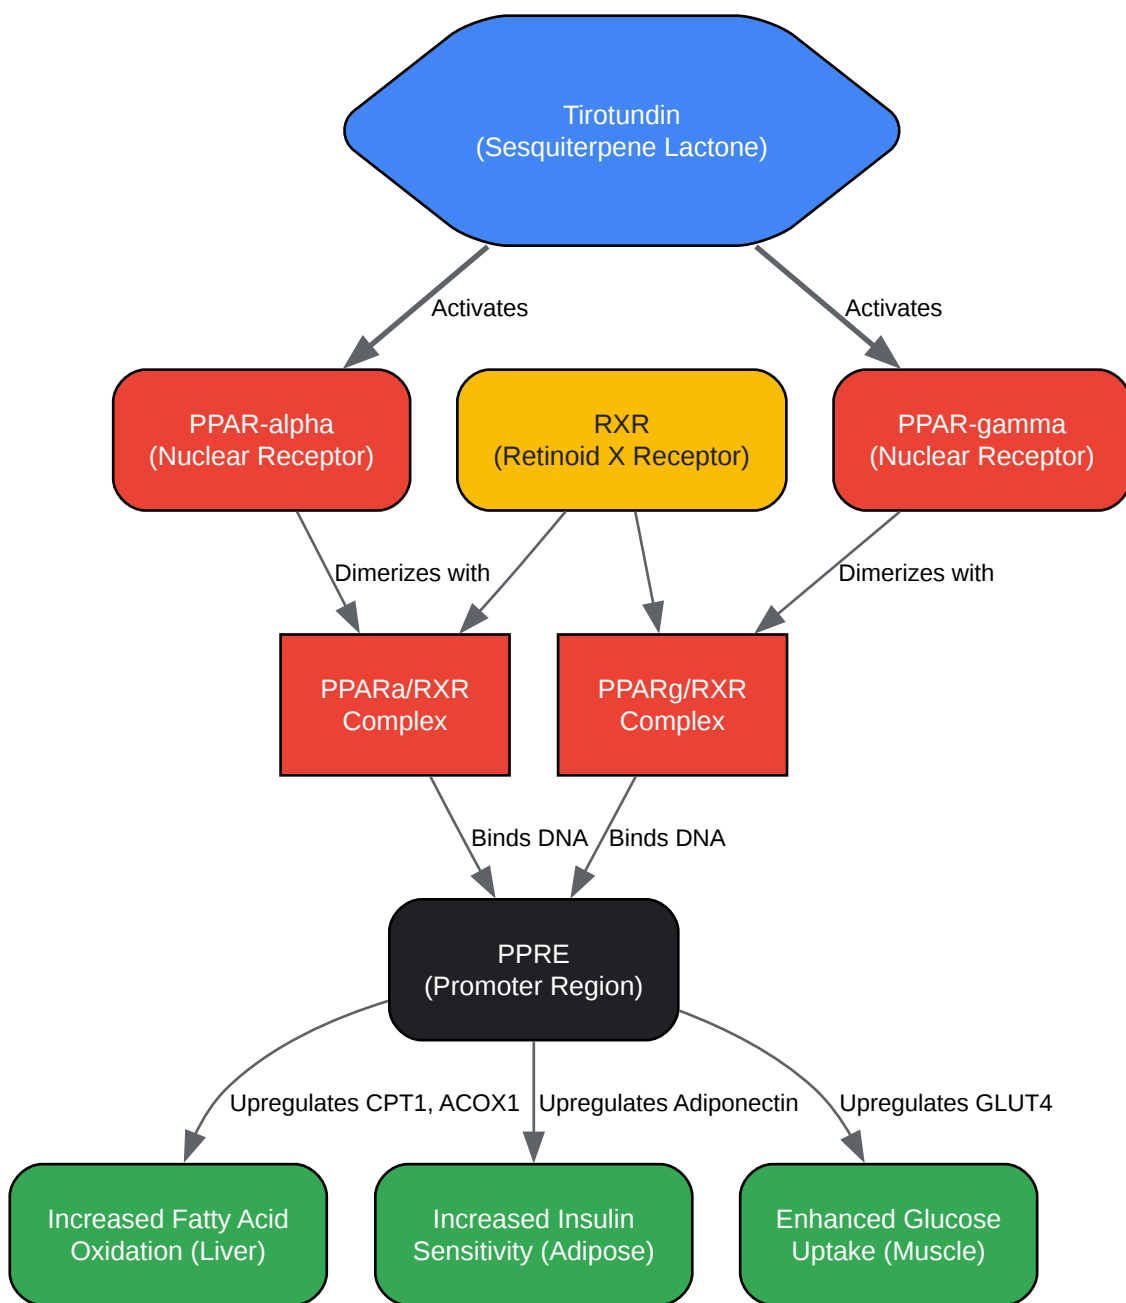 Tirotundin
(Sesquiterpene Lactone)
Activates
Activates
PPAR-alpha
(Nuclear Receptor)
RXR
(Retinoid X Receptor)
PPAR-gamma
(Nuclear Receptor)
Dimerizes with
Dimerizes with
PPARa/RXR
Complex
PPARg/RXR
Complex
Binds DNA
Binds DNA
PPRE
(Promoter Region)
Upregulates CPT1, ACOX1
Upregulates Adiponectin
Upregulates GLUT4
Increased Fatty Acid
Oxidation (Liver)
Increased Insulin
Sensitivity (Adipose)
Enhanced Glucose
Uptake (Muscle)